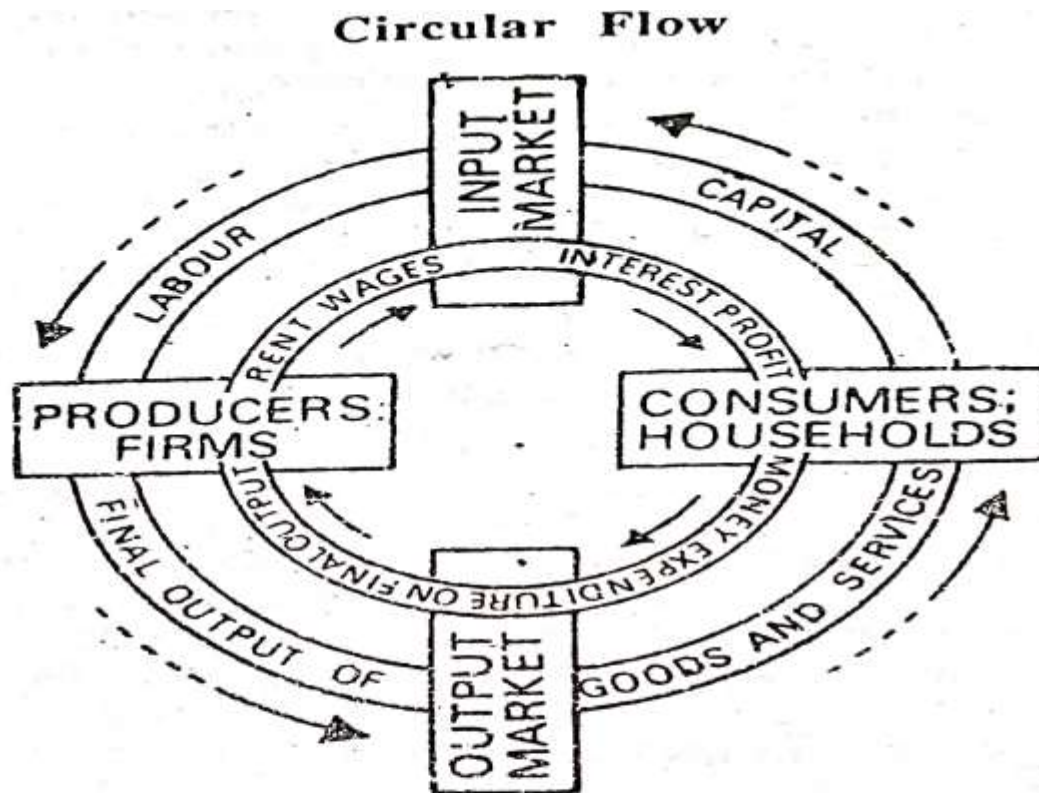 Circular Flow
INPUT
MARKET
LABOUR
CAPITAL
RENT WAGES
INTEREST PROFIT
PRODUCERS:
FIRMS
CONSUMERS;
HOUSEHOLDS
MONEY EXPENDITURE ON FINAL OUTPUT
FINAL OUTPUT OF
GOODS AND SERVICES
OUTPUT
MARKET